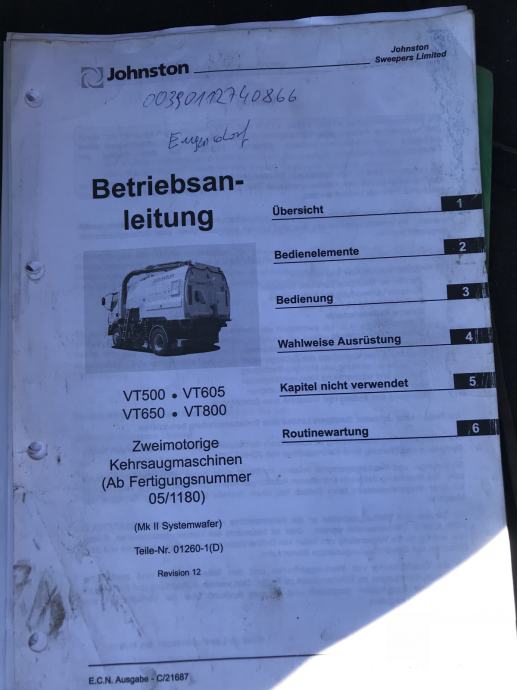 Johnston
Johnston
Sweepers Limited
00390112740866
Eugendorf
Betriebsan-
leitung
Übersicht 1
Bedienelemente 2
Bedienung 3
Wahlweise Ausrüstung 4
Kapitel nicht verwendet 5
Routinewartung 6
VT500 • VT605
VT650 • VT800
Zweimotorige
Kehrsaugmaschinen
(Ab Fertigungsnummer
05/1180)
(Mk II Systemwafer)
Teile-Nr. 01260-1(D)
Revision 12
E.C.N. Ausgabe - C/21687